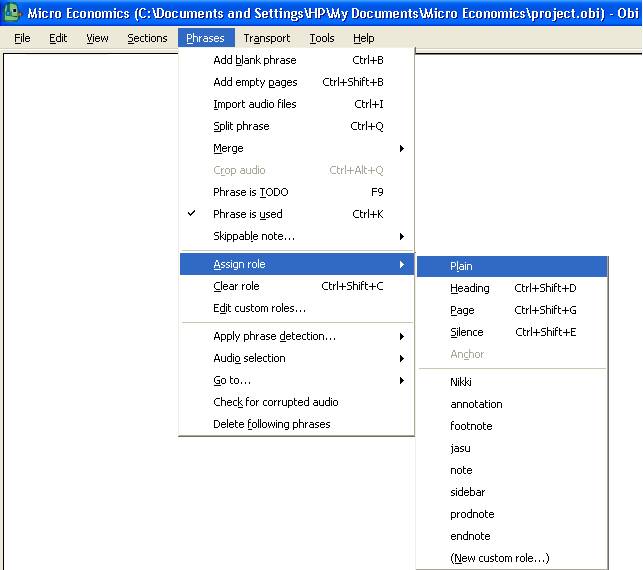 Micro Economics (C:\Documents and Settings\HP\My Documents\Micro Economics\project.obi) - Obi
File Edit View Sections Phrases Transport Tools Help
Add blank phrase Ctrl+B
Add empty pages Ctrl+Shift+B
Import audio files Ctrl+I
Split phrase Ctrl+Q
Merge
Crop audio Ctrl+Alt+Q
Phrase is TODO F9
Phrase is used Ctrl+K
Skippable note...
Assign role
Clear role Ctrl+Shift+C
Edit custom roles...
Apply phrase detection...
Audio selection
Go to...
Check for corrupted audio
Delete following phrases
Plain
Heading Ctrl+Shift+D
Page Ctrl+Shift+G
Silence Ctrl+Shift+E
Anchor
Nikki
annotation
footnote
jasu
note
sidebar
prodnote
endnote
(New custom role...)